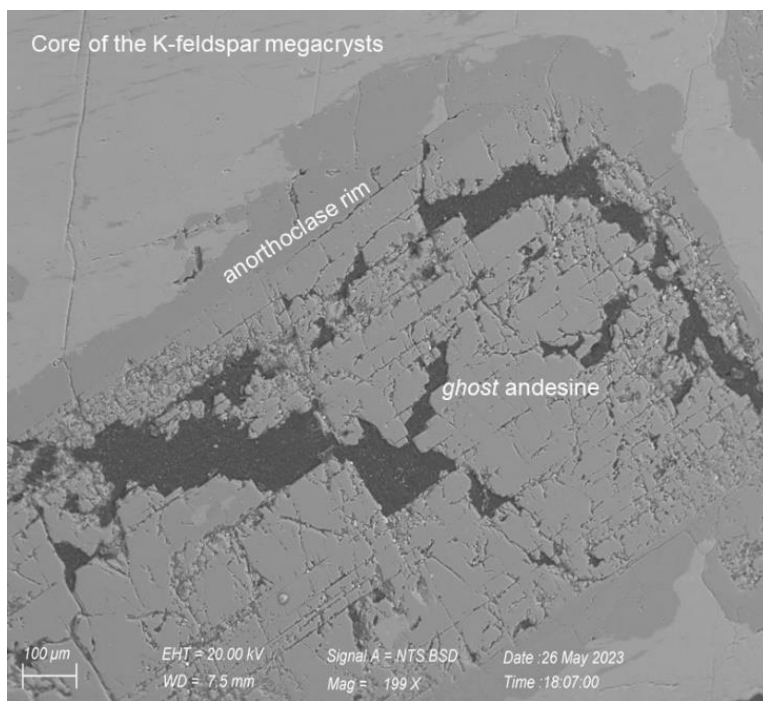 Core of the K-feldspar megacrysts
anorthoclase rim
ghost andesine
100 µm
EHT = 20.00 kV
Signal A = NTS BSD
Date :26 May 2023
WD = 7.5 mm
Mag = 199 X
Time :18:07:00